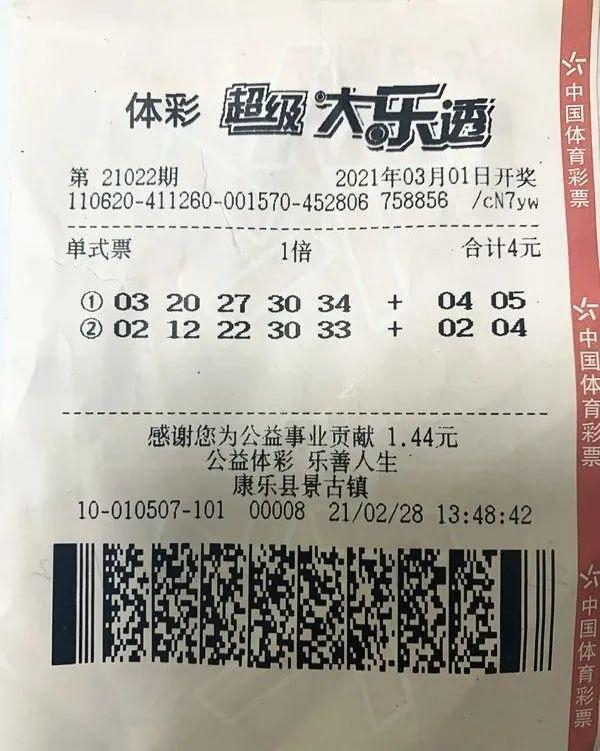 体彩 超级大乐透
第 21022期 2021年03月01日开奖
110620-411260-001570-452806 758856 /cN7yw
单式票 1倍 合计4元
① 03 20 27 30 34 + 04 05
② 02 12 22 30 33 + 02 04
感谢您为公益事业贡献 1.44元
公益体彩 乐善人生
康乐县景古镇
10-010507-101 00008 21/02/28 13:48:42
中国体育彩票
中国体育彩票
中国体育彩票